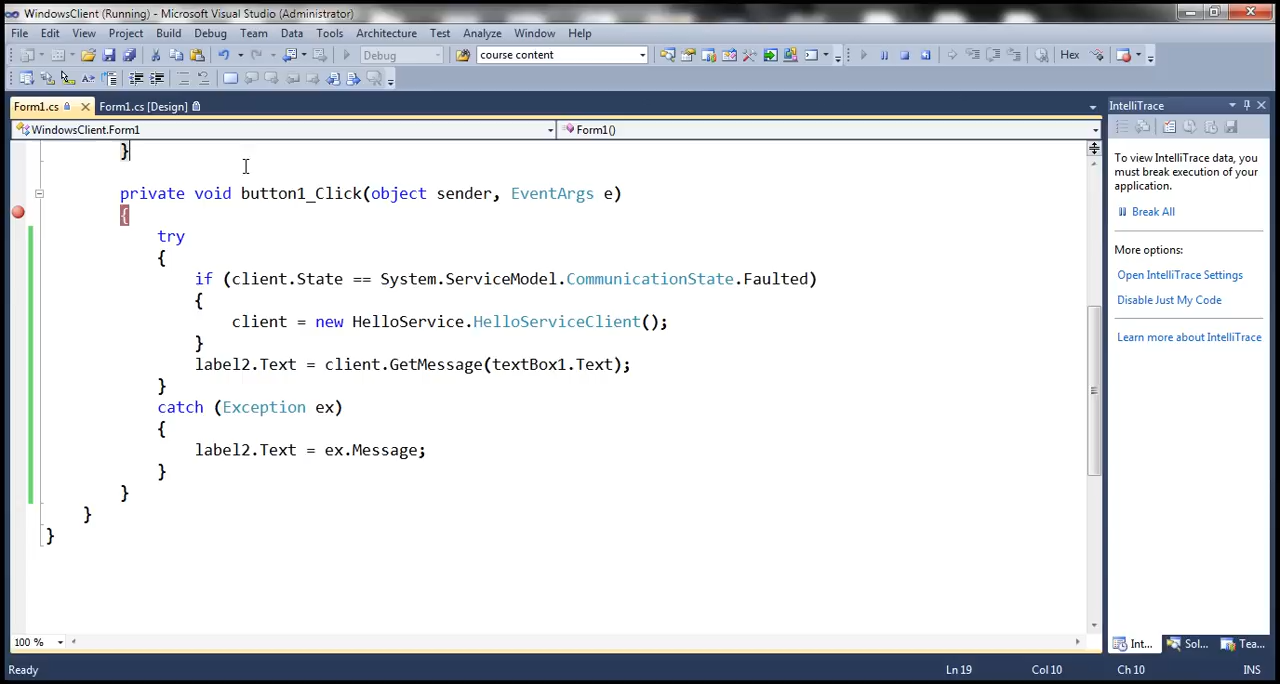 WindowsClient (Running) - Microsoft Visual Studio (Administrator)
File Edit View Project Build Debug Team Data Tools Architecture Test Analyze Window Help
Debug course content Hex
Form1.cs Form1.cs [Design]
WindowsClient.Form1 Form1()
}
private void button1_Click(object sender, EventArgs e)
{
try
{
if (client.State == System.ServiceModel.CommunicationState.Faulted)
{
client = new HelloService.HelloServiceClient();
}
label2.Text = client.GetMessage(textBox1.Text);
}
catch (Exception ex)
{
label2.Text = ex.Message;
}
}
}
}
100 %
IntelliTrace
To view IntelliTrace data, you
must break execution of your
application.
Break All
More options:
Open IntelliTrace Settings
Disable Just My Code
Learn more about IntelliTrace
Int... Sol... Tea...
Ready Ln 19 Col 10 Ch 10 INS